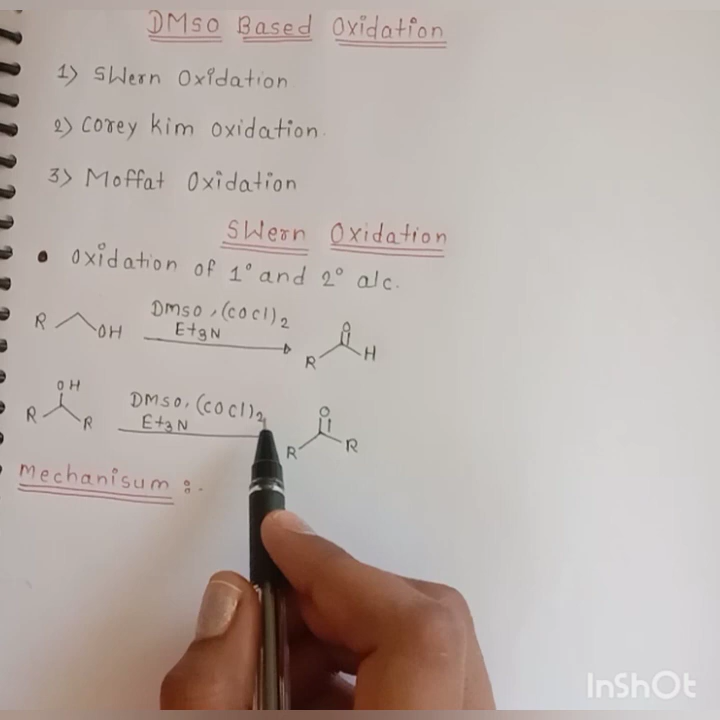 DMSO Based Oxidation
1) SWern Oxidation
2) Corey kim oxidation.
3) Moffat Oxidation
SWern Oxidation
• Oxidation of 1° and 2° alc.
R OH DMSO, (COCl)2 Et3N O R H
OH R R DMSO, (COCl)2 Et3N O R R
Mechanisum :-
InShOt